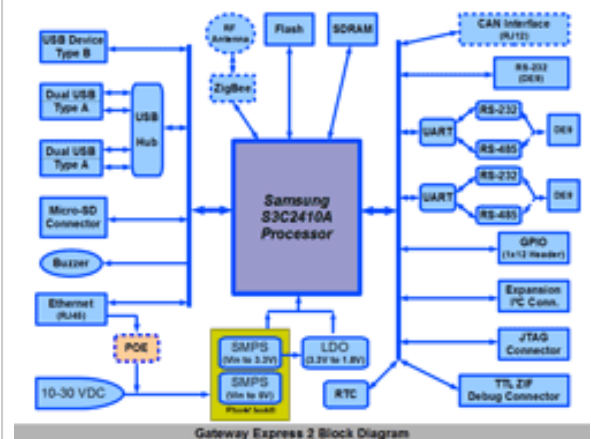 USB Device
Type B
Dual USB
Type A
Dual USB
Type A
USB
Hub
Micro-SD
Connector
Buzzer
Ethernet
(RJ45)
POE
10-30 VDC
RF
Antenna
ZigBee
Flash
SDRAM
Samsung
S3C2410A
Processor
SMPS
(Vin to 3.3V)
SMPS
(Vin to 5V)
LDO
(3.3V to 1.8V)
RTC
CAN Interface
(RJ12)
RS-232
(DE9)
UART
RS-232
RS-485
DE9
UART
RS-232
RS-485
DE9
GPIO
(1x12 Header)
Expansion
I²C Conn.
JTAG
Connector
TTL ZIF
Debug Connector
Gateway Express 2 Block Diagram